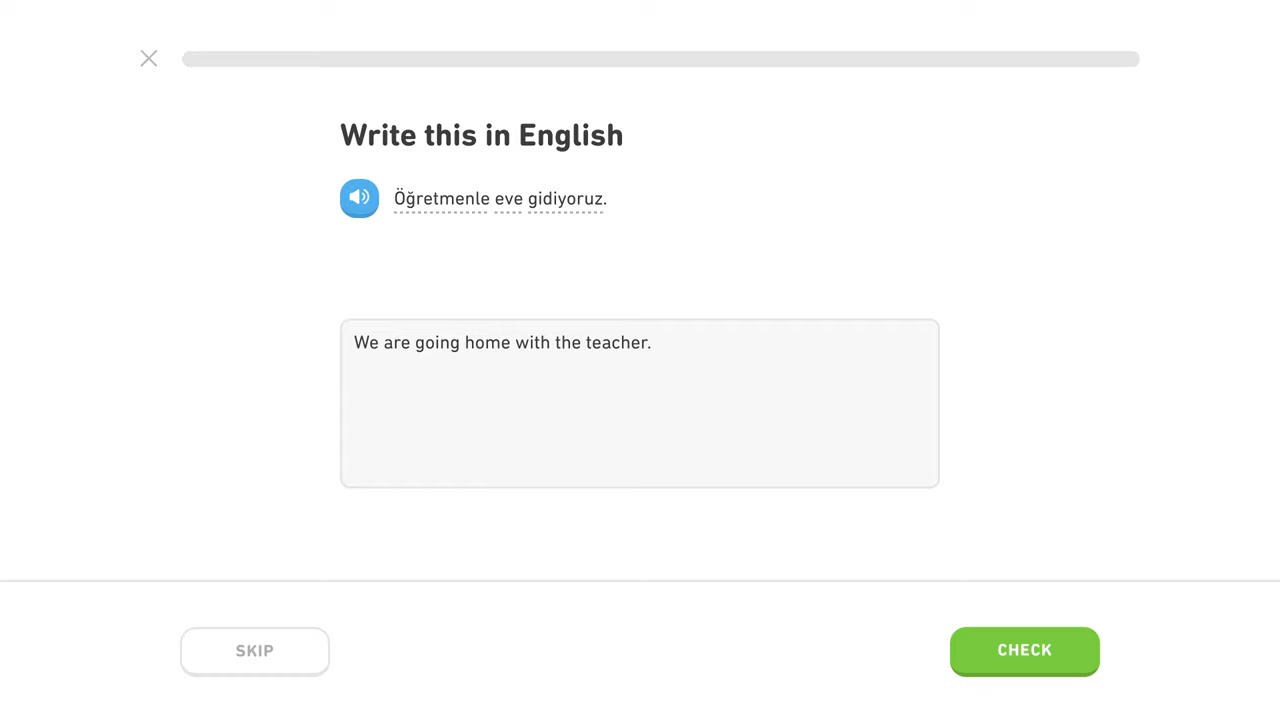 Write this in English
Öğretmenle eve gidiyoruz.
We are going home with the teacher.
SKIP
CHECK